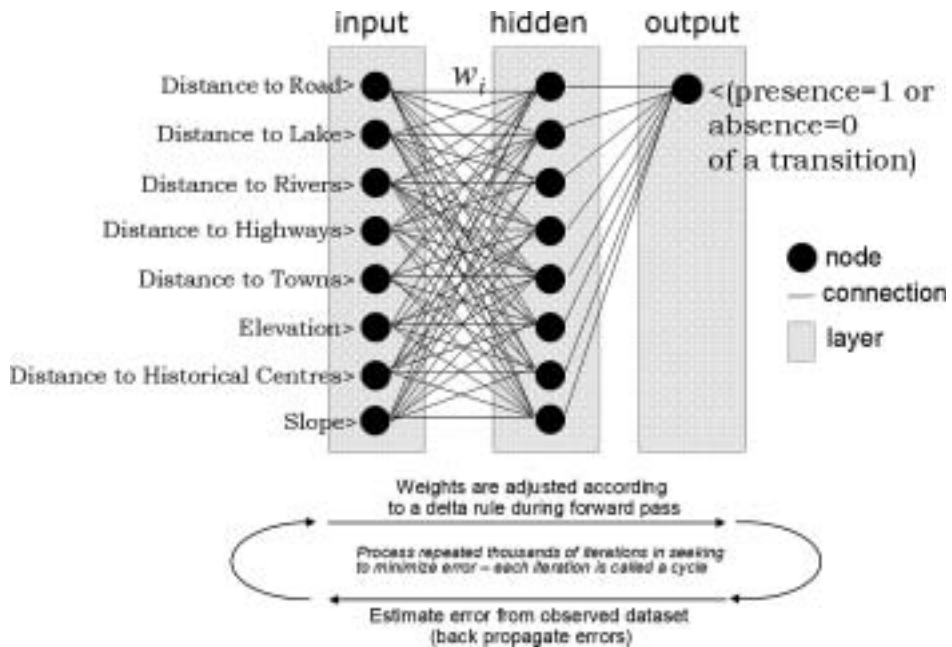 input hidden output
Distance to Road>
w_i
<(presence=1 or
absence=0
of a transition)
Distance to Lake>
Distance to Rivers>
Distance to Highways>
Distance to Towns>
Elevation>
Distance to Historical Centres>
Slope>
node
connection
layer
Weights are adjusted according
to a delta rule during forward pass
Process repeated thousands of iterations in seeking
to minimize error – each iteration is called a cycle
Estimate error from observed dataset
(back propagate errors)